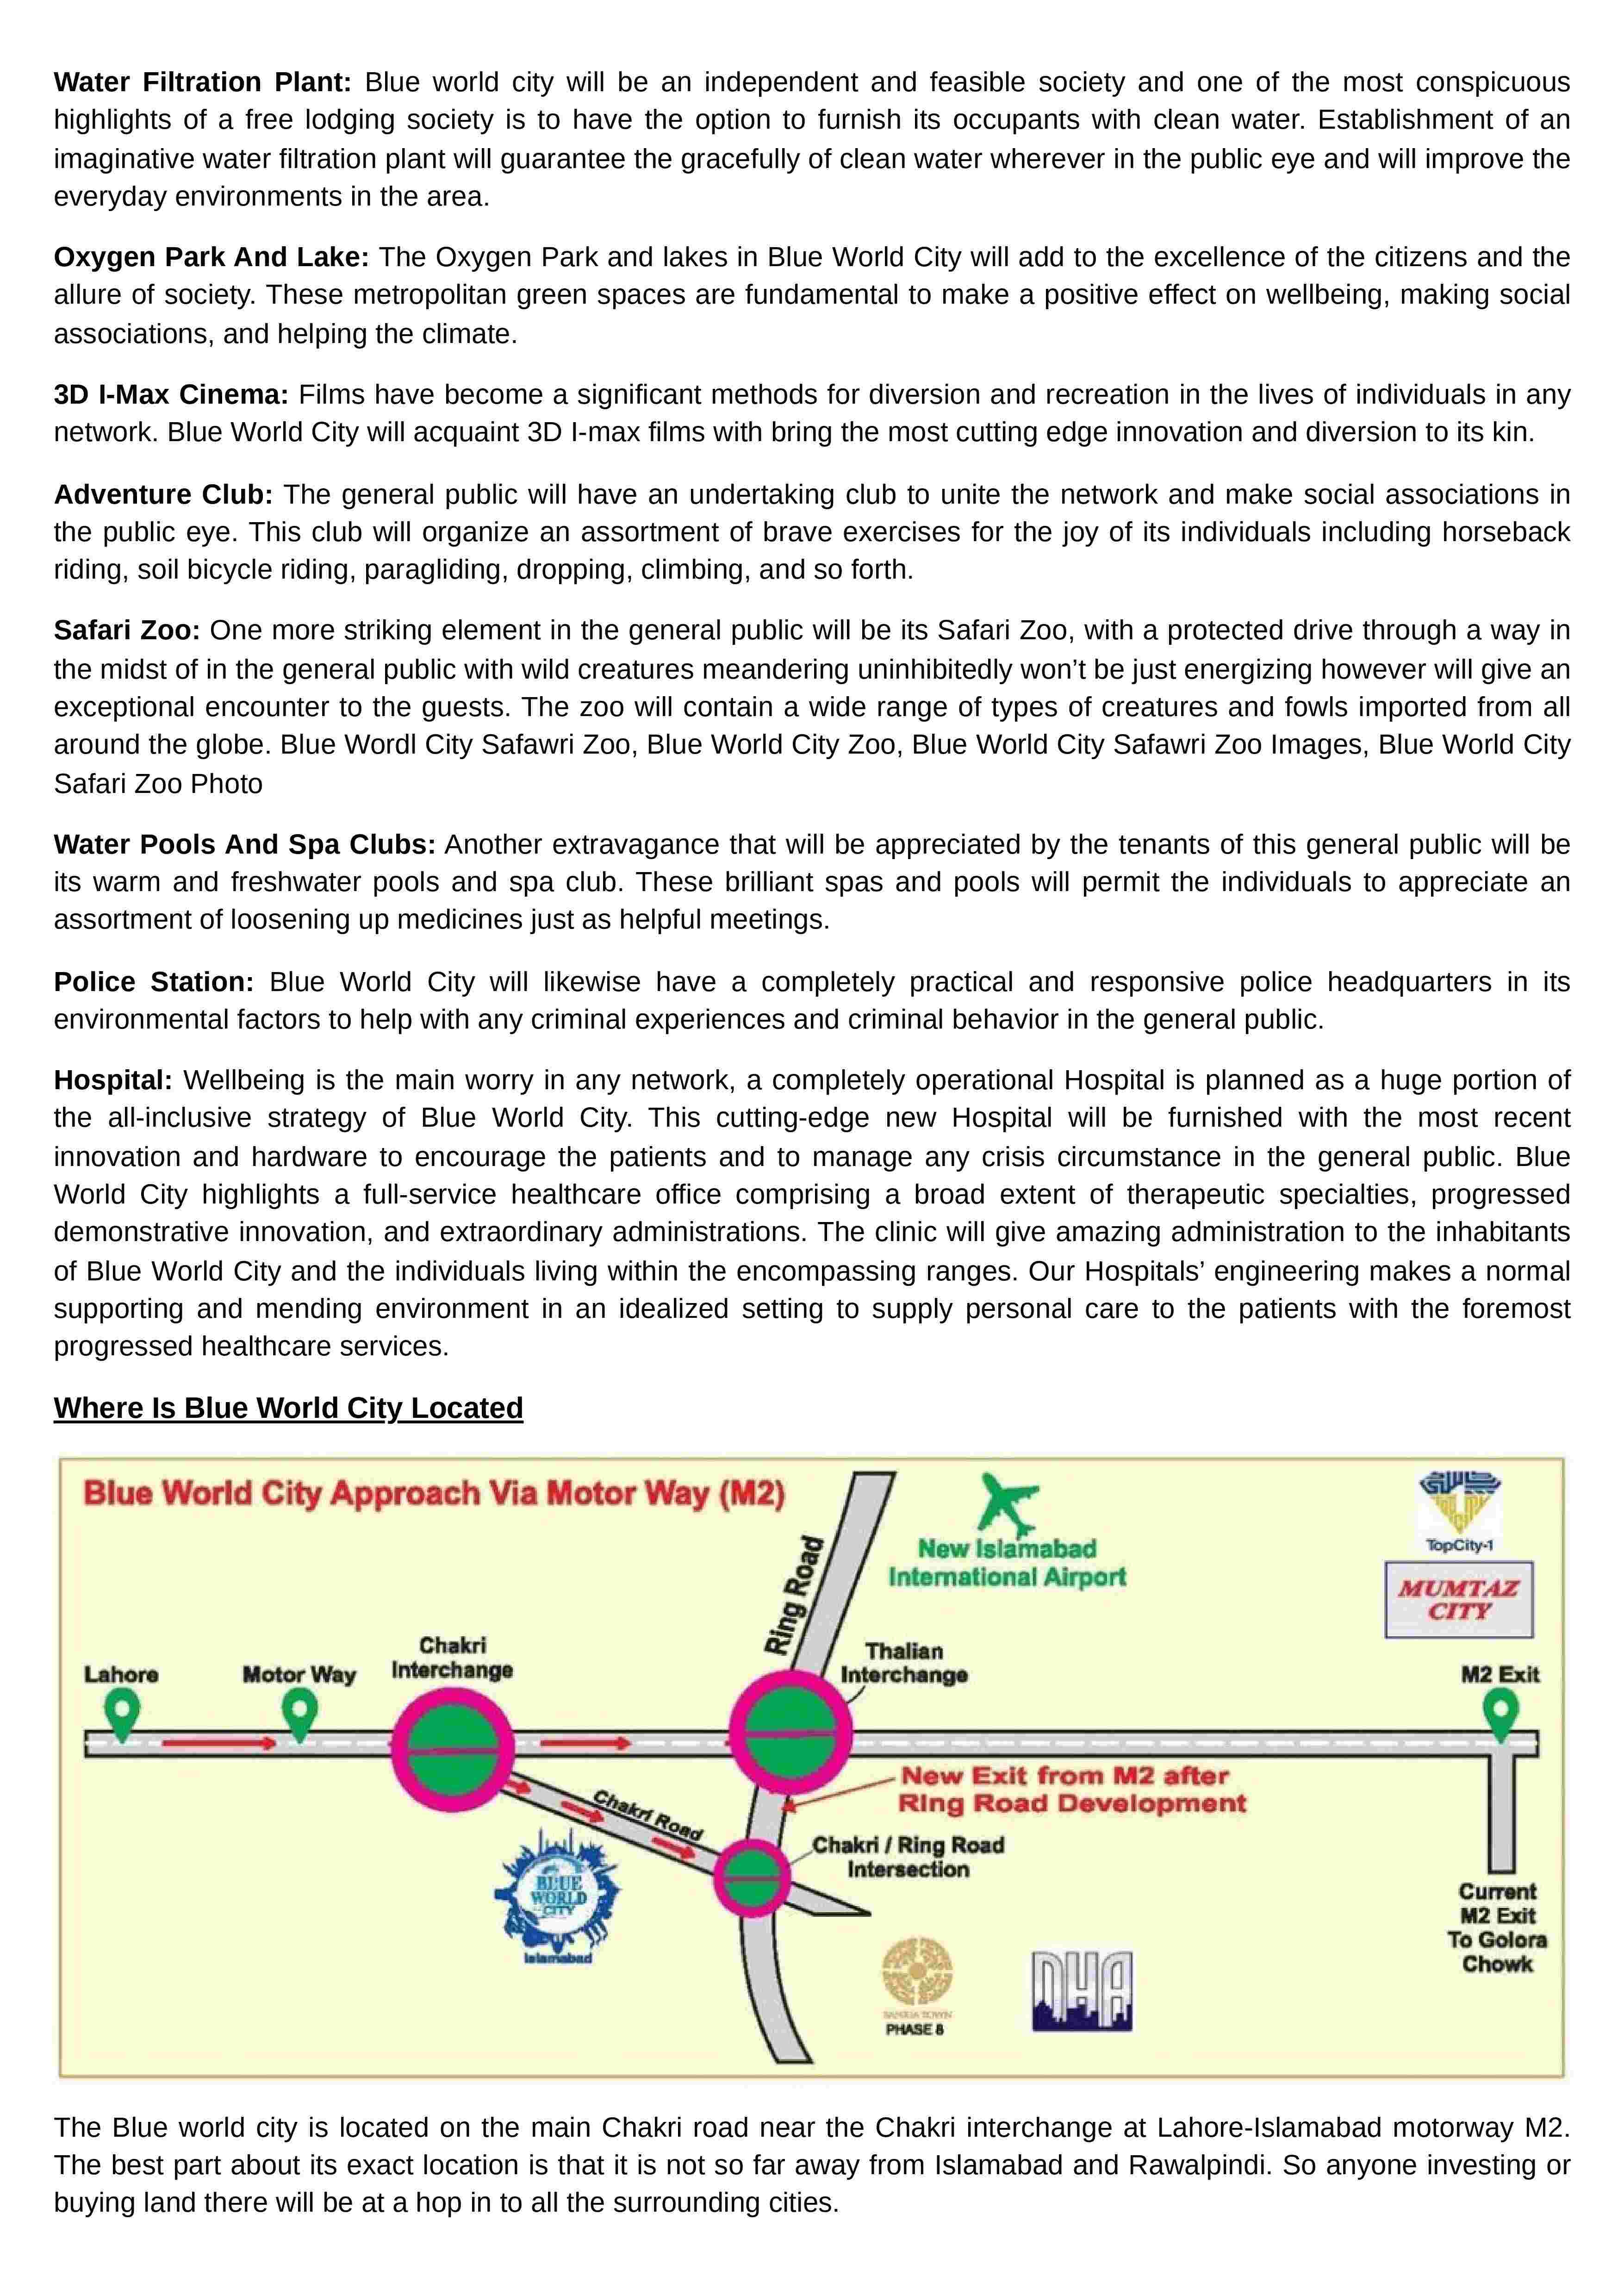 Water Filtration Plant: Blue world city will be an independent and feasible society and one of the most conspicuous
highlights of a free lodging society is to have the option to furnish its occupants with clean water. Establishment of an
imaginative water filtration plant will guarantee the gracefully of clean water wherever in the public eye and will improve the
everyday environments in the area.
Oxygen Park And Lake: The Oxygen Park and lakes in Blue World City will add to the excellence of the citizens and the
allure of society. These metropolitan green spaces are fundamental to make a positive effect on wellbeing, making social
associations, and helping the climate.
3D I-Max Cinema: Films have become a significant methods for diversion and recreation in the lives of individuals in any
network. Blue World City will acquaint 3D I-max films with bring the most cutting edge innovation and diversion to its kin.
Adventure Club: The general public will have an undertaking club to unite the network and make social associations in
the public eye. This club will organize an assortment of brave exercises for the joy of its individuals including horseback
riding, soil bicycle riding, paragliding, dropping, climbing, and so forth.
Safari Zoo: One more striking element in the general public will be its Safari Zoo, with a protected drive through a way in
the midst of in the general public with wild creatures meandering uninhibitedly won’t be just energizing however will give an
exceptional encounter to the guests. The zoo will contain a wide range of types of creatures and fowls imported from all
around the globe. Blue Wordl City Safawri Zoo, Blue World City Zoo, Blue World City Safawri Zoo Images, Blue World City
Safari Zoo Photo
Water Pools And Spa Clubs: Another extravagance that will be appreciated by the tenants of this general public will be
its warm and freshwater pools and spa club. These brilliant spas and pools will permit the individuals to appreciate an
assortment of loosening up medicines just as helpful meetings.
Police Station: Blue World City will likewise have a completely practical and responsive police headquarters in its
environmental factors to help with any criminal experiences and criminal behavior in the general public.
Hospital: Wellbeing is the main worry in any network, a completely operational Hospital is planned as a huge portion of
the all-inclusive strategy of Blue World City. This cutting-edge new Hospital will be furnished with the most recent
innovation and hardware to encourage the patients and to manage any crisis circumstance in the general public. Blue
World City highlights a full-service healthcare office comprising a broad extent of therapeutic specialties, progressed
demonstrative innovation, and extraordinary administrations. The clinic will give amazing administration to the inhabitants
of Blue World City and the individuals living within the encompassing ranges. Our Hospitals’ engineering makes a normal
supporting and mending environment in an idealized setting to supply personal care to the patients with the foremost
progressed healthcare services.
Where Is Blue World City Located
Blue World City Approach Via Motor Way (M2)
Ring Road
New Islamabad
International Airport
TopCity-1
MUMTAZ
CITY
Lahore
Motor Way
Chakri
Interchange
Thalian
Interchange
M2 Exit
New Exit from M2 after
Ring Road Development
Chakri Road
Chakri / Ring Road
Intersection
BLUE
WORLD
CITY
Islamabad
PHASE 8
DHA
Current
M2 Exit
To Golora
Chowk
The Blue world city is located on the main Chakri road near the Chakri interchange at Lahore-Islamabad motorway M2.
The best part about its exact location is that it is not so far away from Islamabad and Rawalpindi. So anyone investing or
buying land there will be at a hop in to all the surrounding cities.